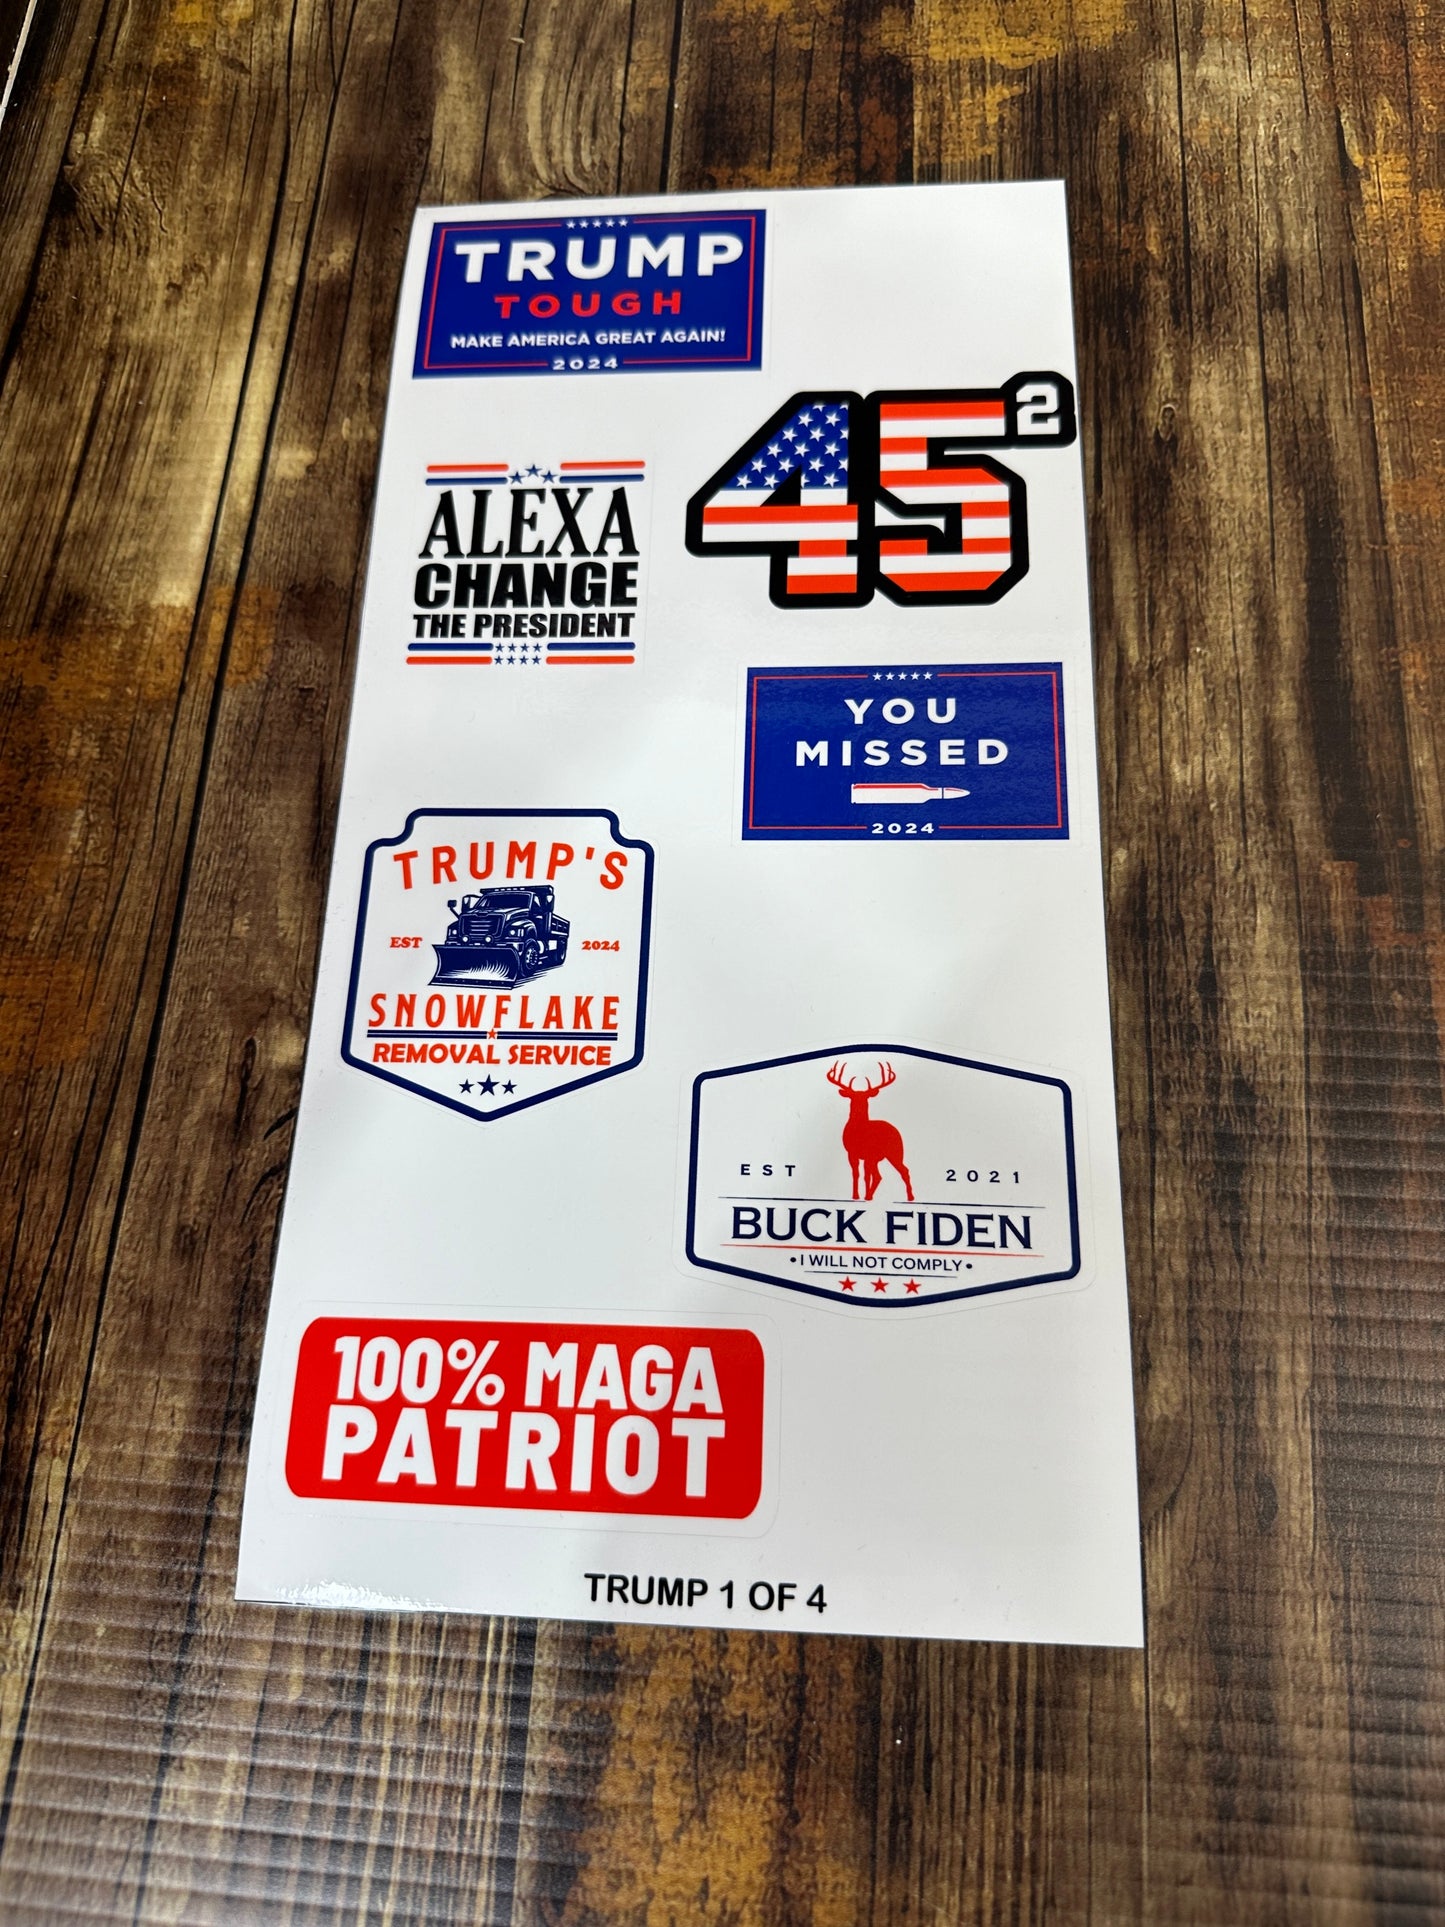 TRUMP
TOUGH
MAKE AMERICA GREAT AGAIN!
2024
45²
ALEXA
CHANGE
THE PRESIDENT
YOU
MISSED
2024
TRUMP'S
EST 2024
SNOWFLAKE
REMOVAL SERVICE
EST 2021
BUCK FIDEN
•I WILL NOT COMPLY•
100% MAGA
PATRIOT
TRUMP 1 OF 4